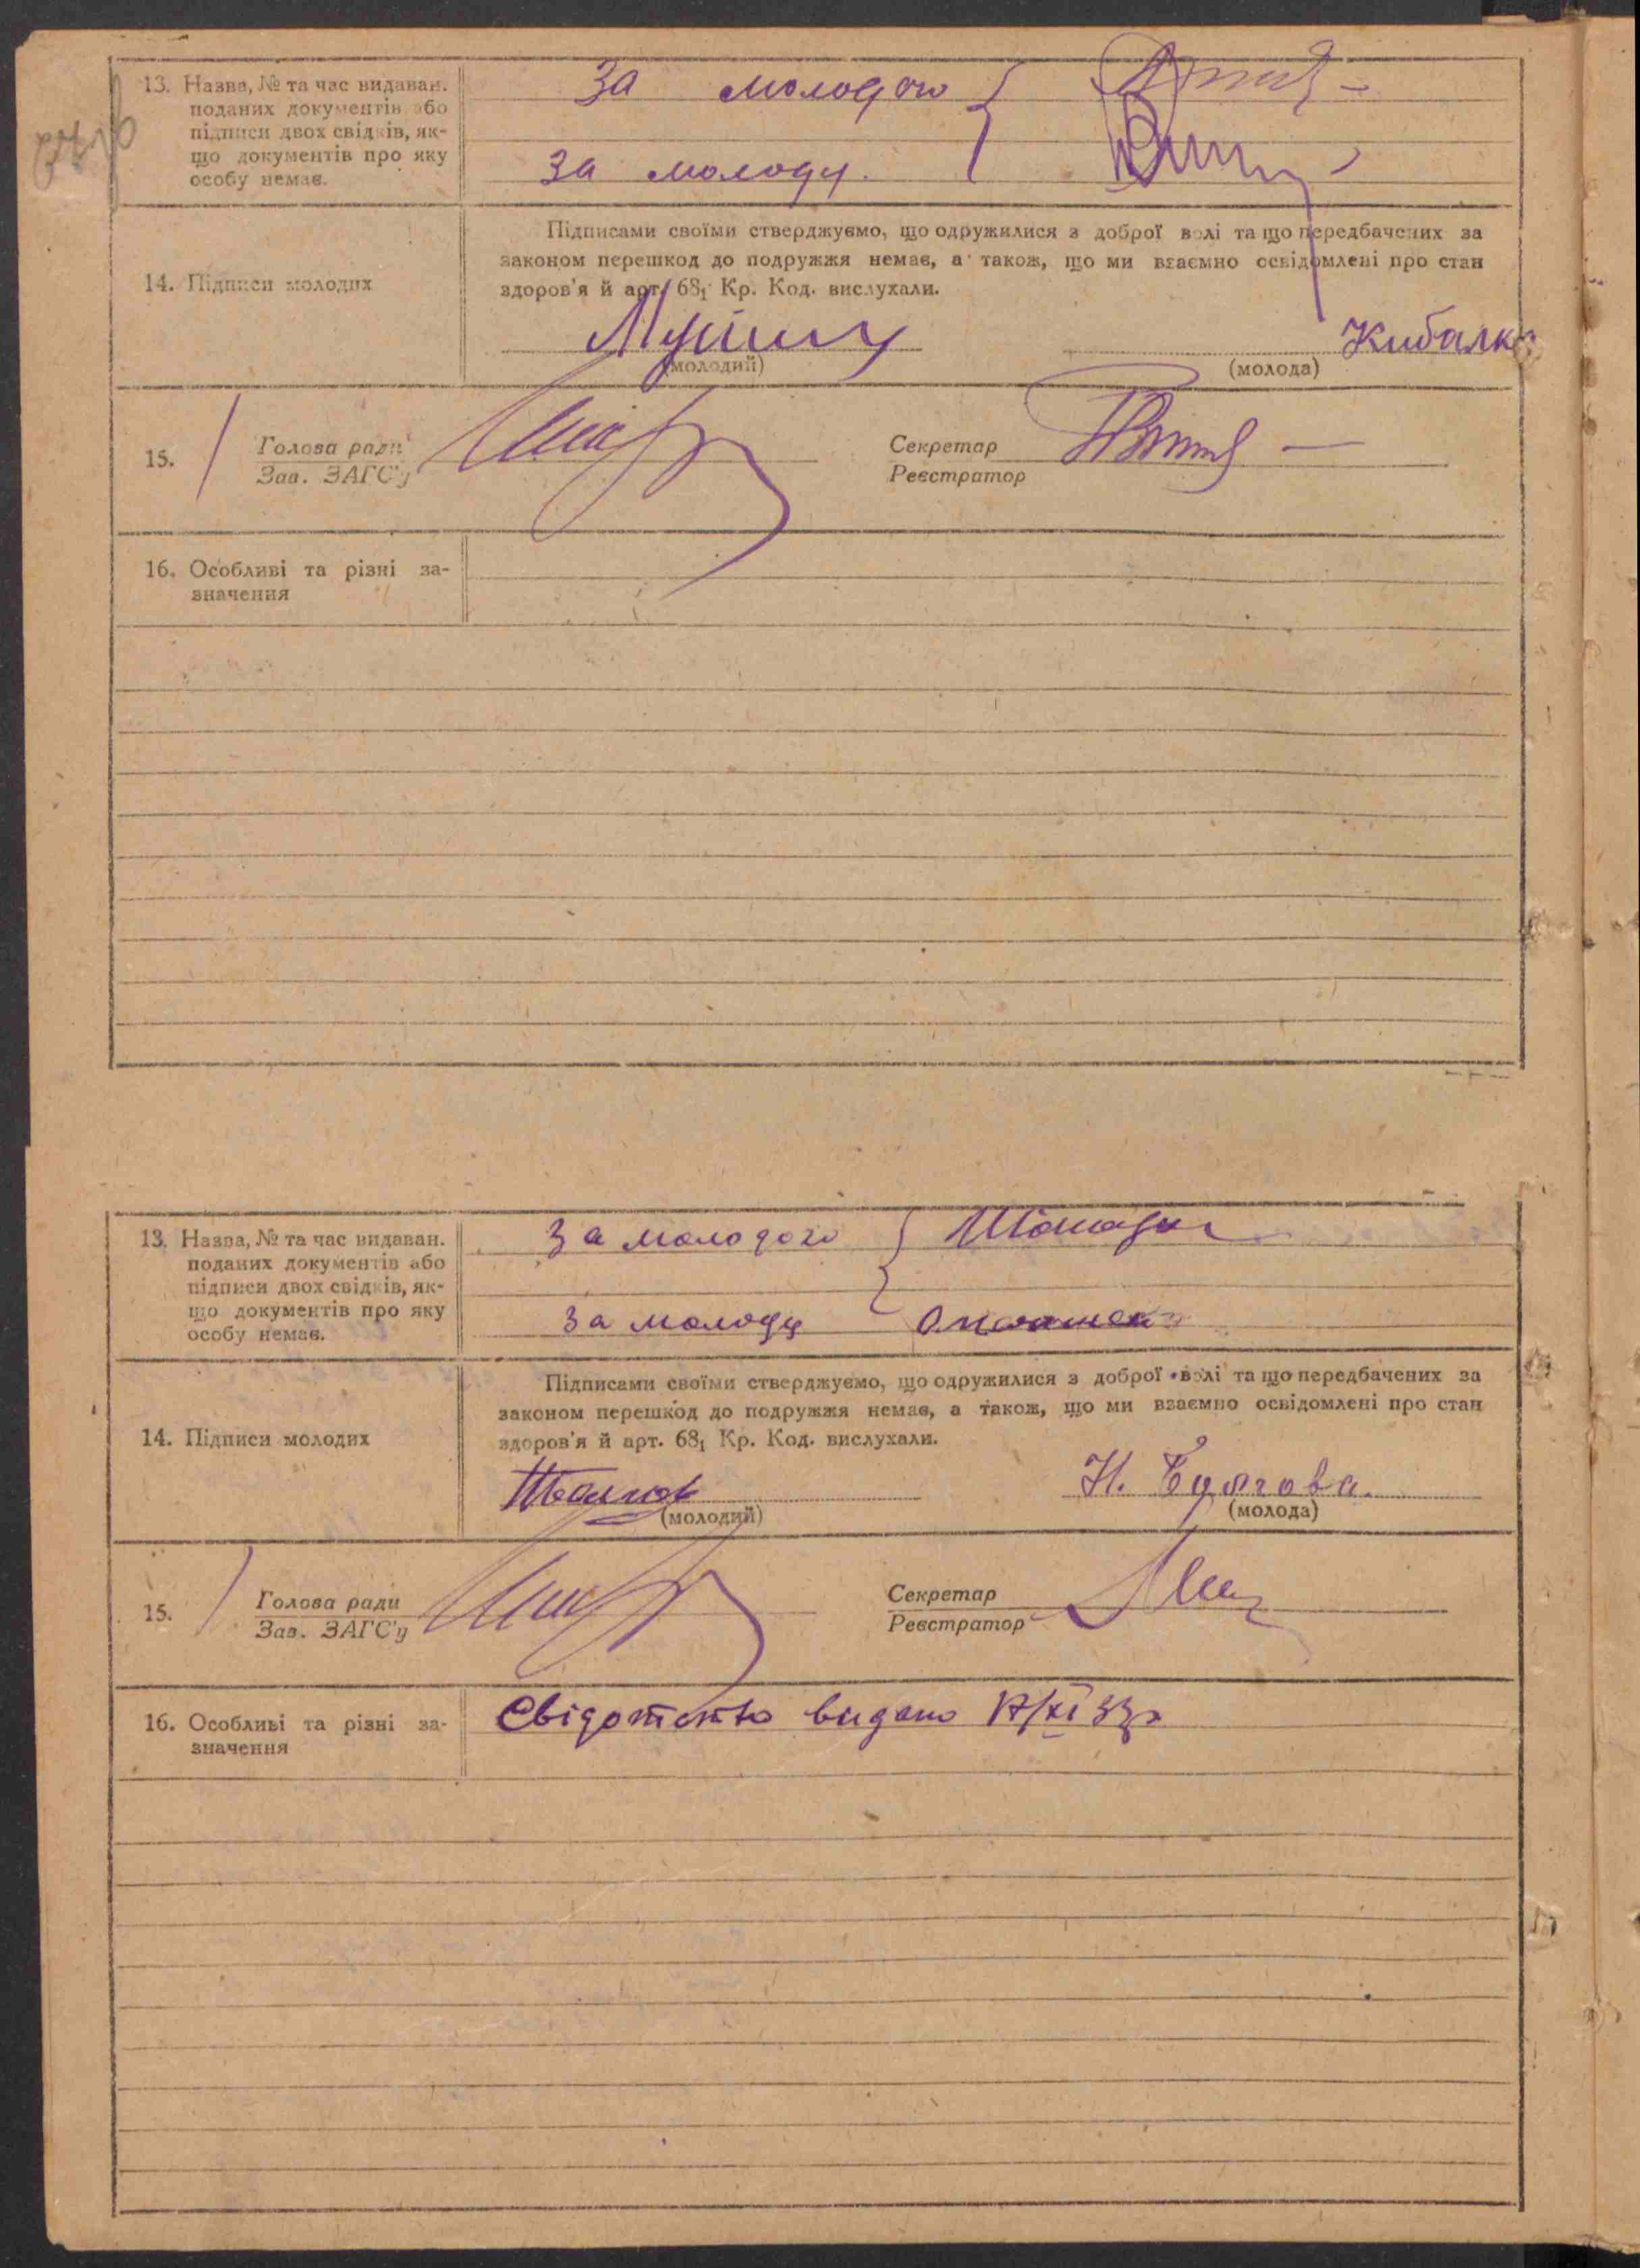 13. Назва, № та час видаван. поданих документів або підписи двох свідків, якщо документів про яку особу немає.
За молодого
За молоду.
14. Підписи молодих
Підписами своїми стверджуємо, що одружилися з доброї волі та що передбачених за
законом перешкод до подружжя немає, а також, що ми взаємно освідомлені про стан
здоров'я й арт. 68₁ Кр. Код. вислухали.
Кибалко
(молодий) (молода)
15. Голова ради
Зав. ЗАГС'у
Секретар
Реєстратор
16. Особливі та різні за-
значення
13. Назва, № та час видаван.
поданих документів або
підписи двох свідків, як-
що документів про яку
особу немає.
За молодого
За молоду
14. Підписи молодих
Підписами своїми стверджуємо, що одружилися з доброї волі та що передбачених за
законом перешкод до подружжя немає, а також, що ми взаємно освідомлені про стан
здоров'я й арт. 68₁ Кр. Код. вислухали.
Н.
(молодий) (молода)
15. Голова ради
Зав. ЗАГС'у
Секретар
Реєстратор
16. Особливі та різні за-
значення
Свідотство видано 17/XI 33р